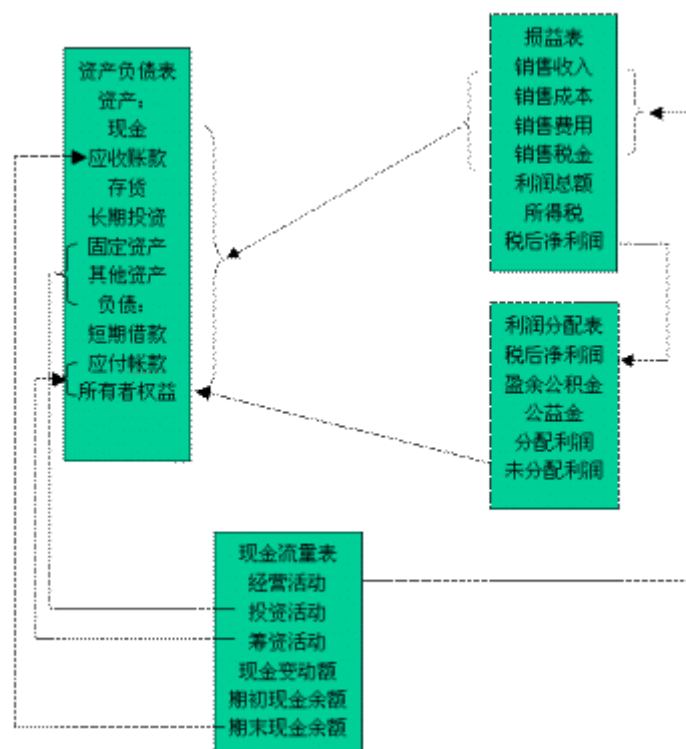 资产负债表
资产:
现金
应收账款
存货
长期投资
固定资产
其他资产
负债:
短期借款
应付帐款
所有者权益
损益表
销售收入
销售成本
销售费用
销售税金
利润总额
所得税
税后净利润
利润分配表
税后净利润
盈余公积金
公益金
分配利润
未分配利润
现金流量表
经营活动
投资活动
筹资活动
现金变动额
期初现金余额
期末现金余额